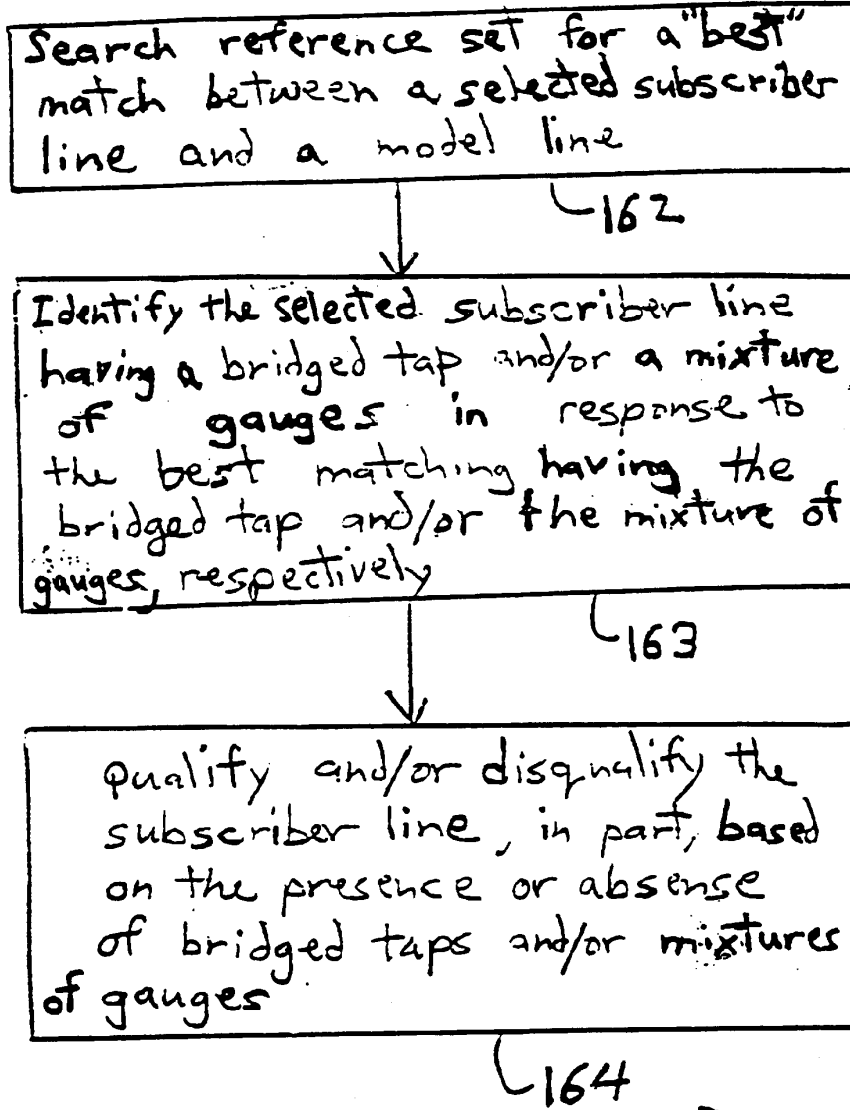 Search reference set for a "best"
match between a selected subscriber
line and a model line
162
Identify the selected subscriber line
having a bridged tap and/or a mixture
of gauges in response to
the best matching having the
bridged tap and/or the mixture of
gauges, respectively
163
Qualify and/or disqualify the
subscriber line, in part, based
on the presence or absense
of bridged taps and/or mixtures
of gauges
164